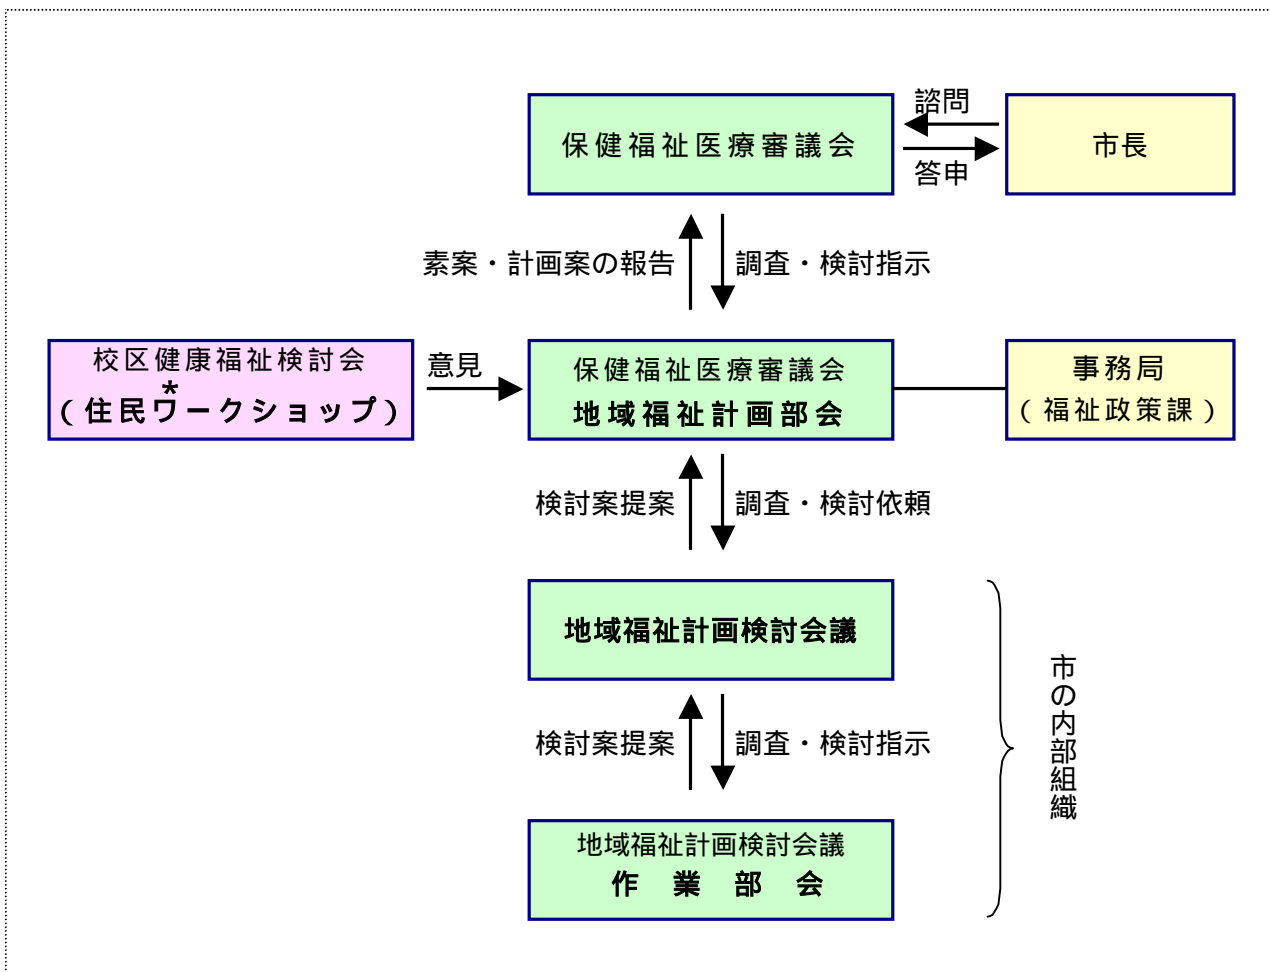 諮問
保健福祉医療審議会
市長
答申
素案・計画案の報告
調査・検討指示
校区健康福祉検討会
*
(住民ワークショップ)
意見
保健福祉医療審議会
地域福祉計画部会
事務局
(福祉政策課)
検討案提案
調査・検討依頼
地域福祉計画検討会議
市の内部組織
検討案提案
調査・検討指示
地域福祉計画検討会議
作業部会